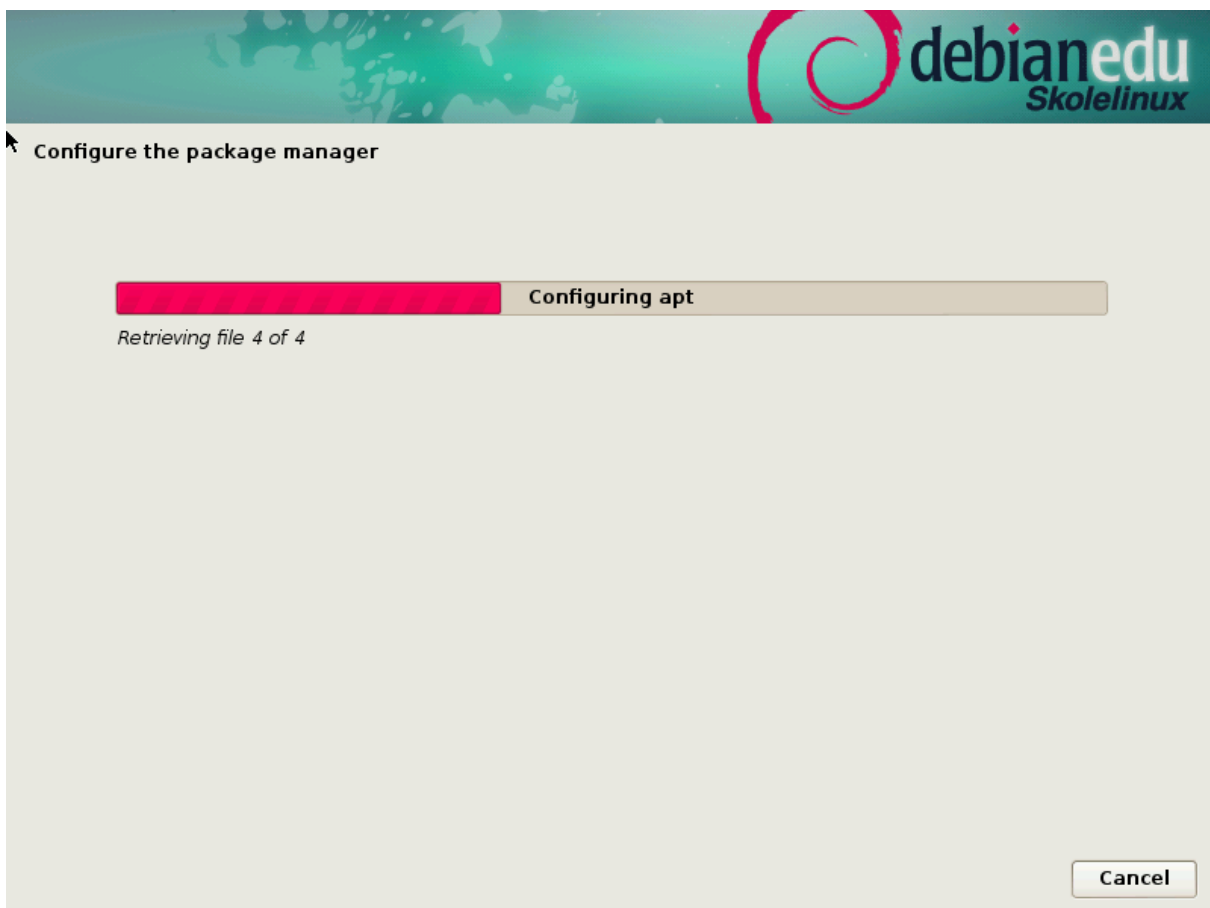 debianedu
Skolelinux
Configure the package manager
Configuring apt
Retrieving file 4 of 4
Cancel